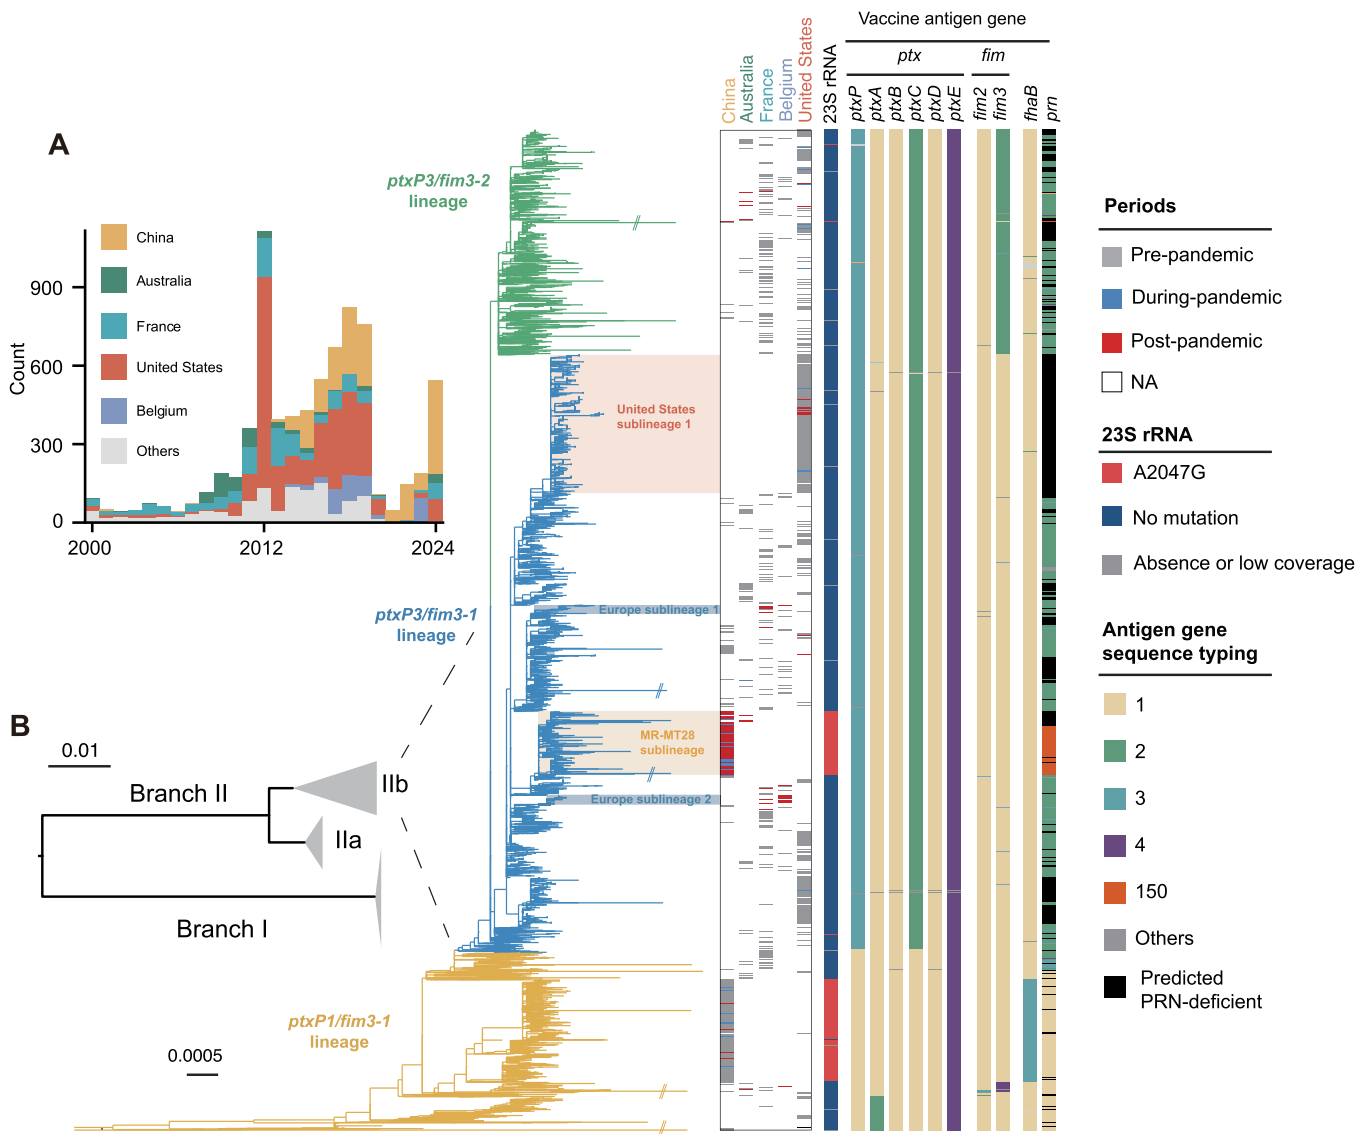 Vaccine antigen gene
ptx
fim
China
Australia
France
Belgium
United States
23S rRNA
ptxP
ptxA
ptxB
ptxC
ptxD
ptxE
fim2
fim3
fhaB
prn
A
ptxP3/fim3-2
lineage
China
Australia
France
United States
Belgium
Others
Count
900
600
300
0
2000
2012
2024
United States
sublineage 1
Europe sublineage 1
ptxP3/fim3-1
lineage
MR-MT28
sublineage
Europe sublineage 2
B
0.01
Branch II
IIb
IIa
Branch I
ptxP1/fim3-1
lineage
0.0005
Periods
Pre-pandemic
During-pandemic
Post-pandemic
NA
23S rRNA
A2047G
No mutation
Absence or low coverage
Antigen gene
sequence typing
1
2
3
4
150
Others
Predicted
PRN-deficient